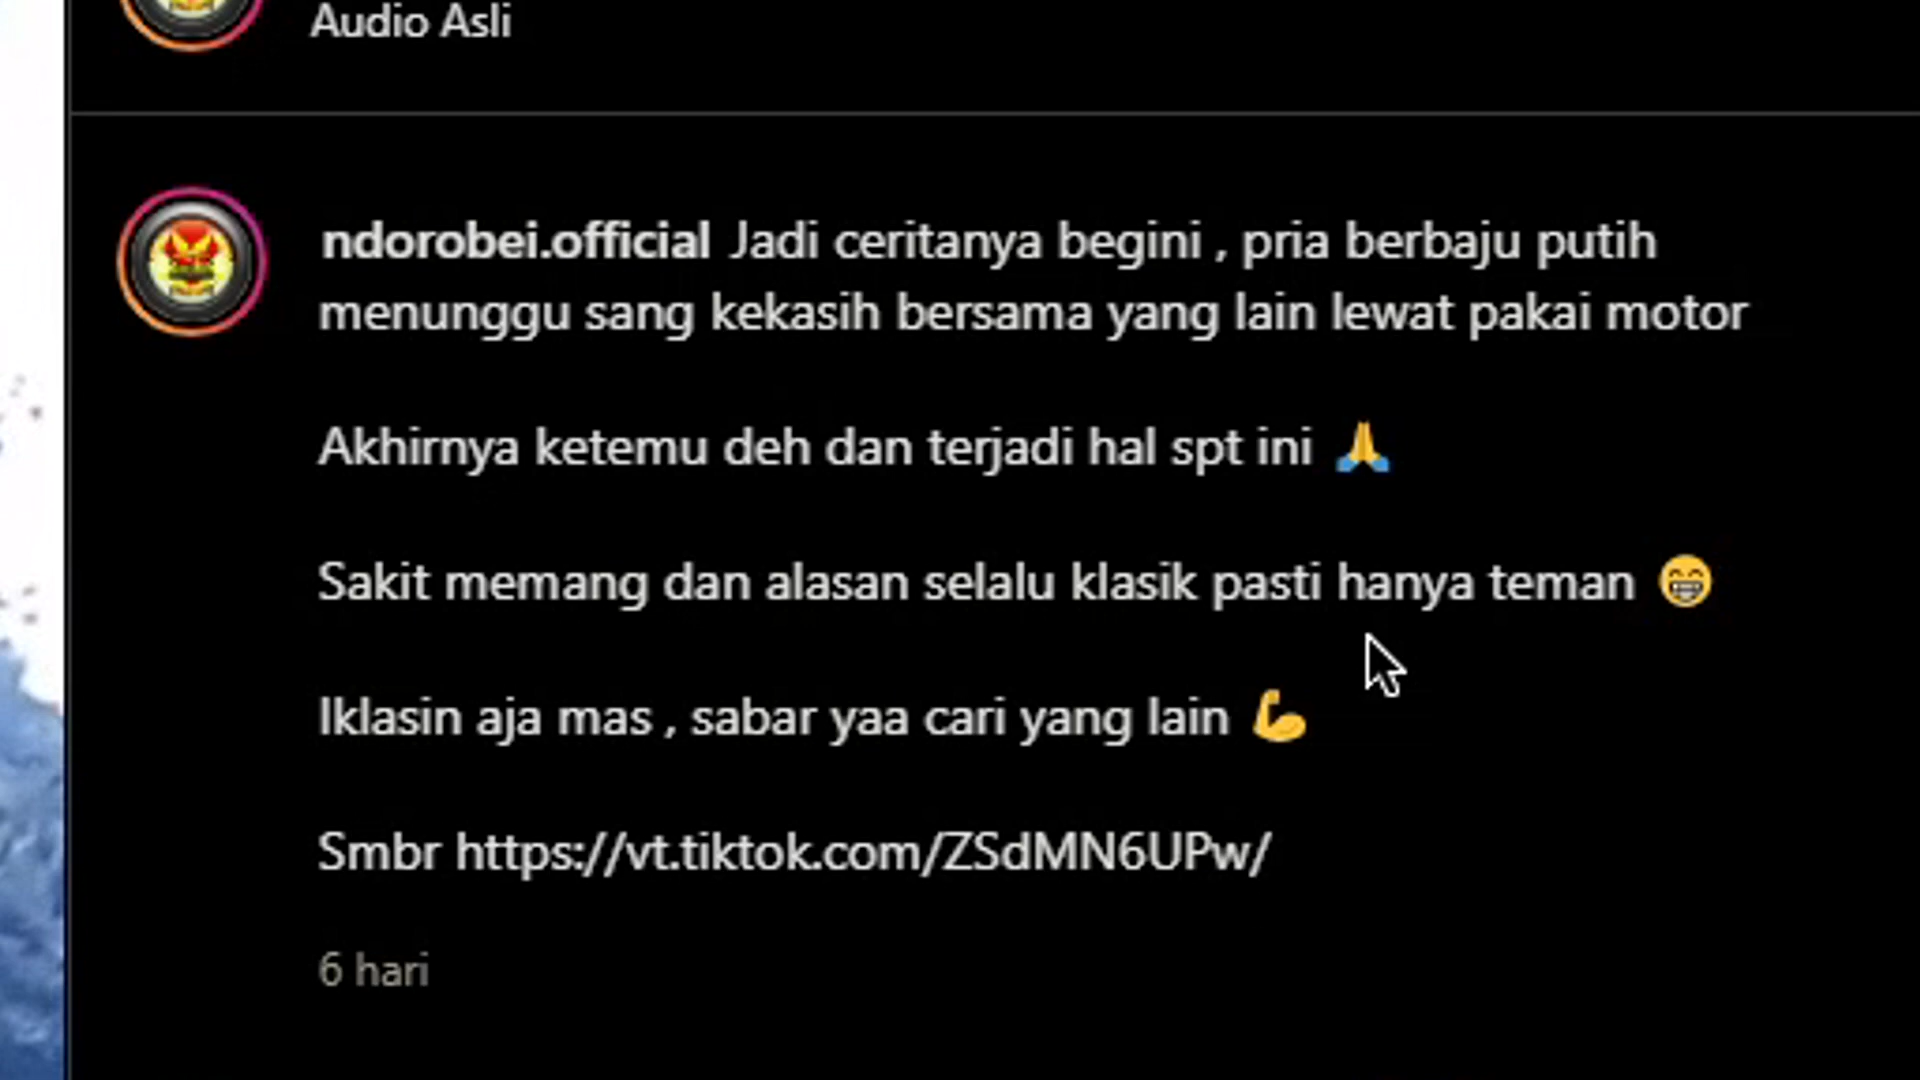 Audio Asli
ndorobei.official Jadi ceritanya begini , pria berbaju putih
menunggu sang kekasih bersama yang lain lewat pakai motor
Akhirnya ketemu deh dan terjadi hal spt ini 🙏
Sakit memang dan alasan selalu klasik pasti hanya teman 😁
Iklasin aja mas , sabar yaa cari yang lain 💪
Smbr https://vt.tiktok.com/ZSdMN6UPw/
6 hari